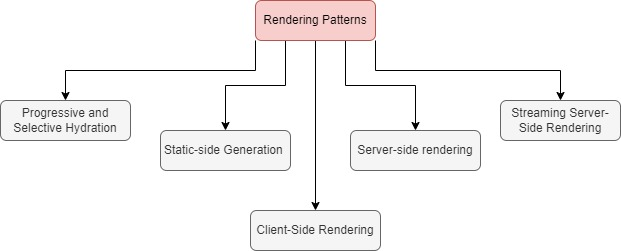 Rendering Patterns
Progressive and
Selective Hydration
Streaming Server-
Side Rendering
Static-side Generation
Server-side rendering
Client-Side Rendering